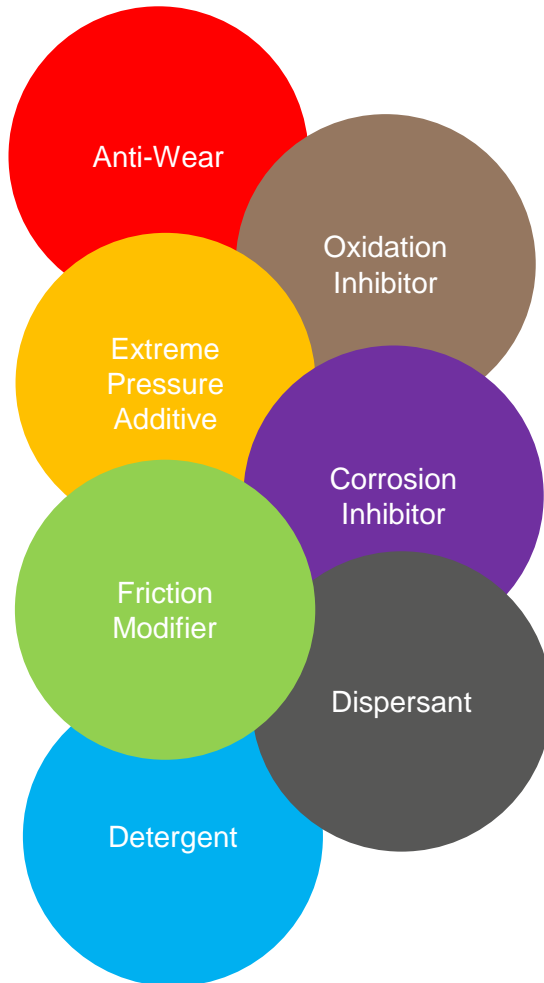 Anti-Wear
Oxidation
Inhibitor
Extreme
Pressure
Additive
Corrosion
Inhibitor
Friction
Modifier
Dispersant
Detergent